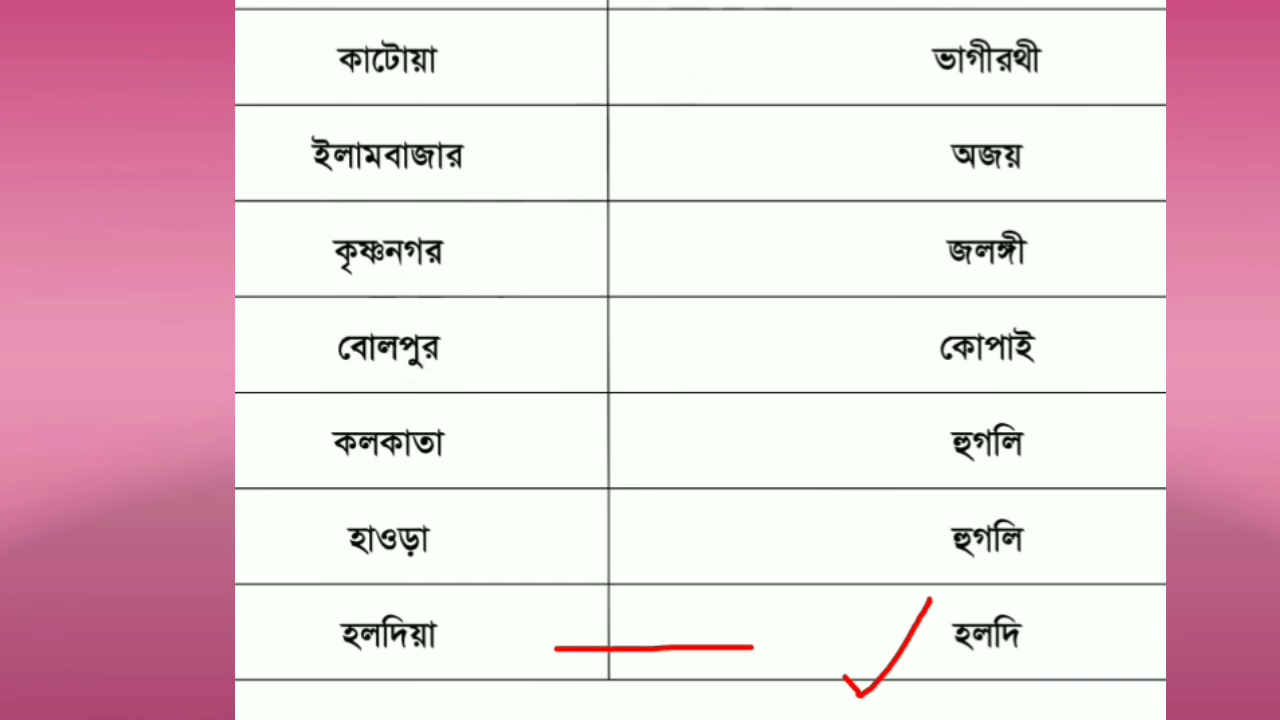 কাটোয়া ভাগীরথী
ইলামবাজার অজয়
কৃষ্ণনগর জলঙ্গী
বোলপুর কোপাই
কলকাতা হুগলি
হাওড়া হুগলি
হলদিয়া হলদি